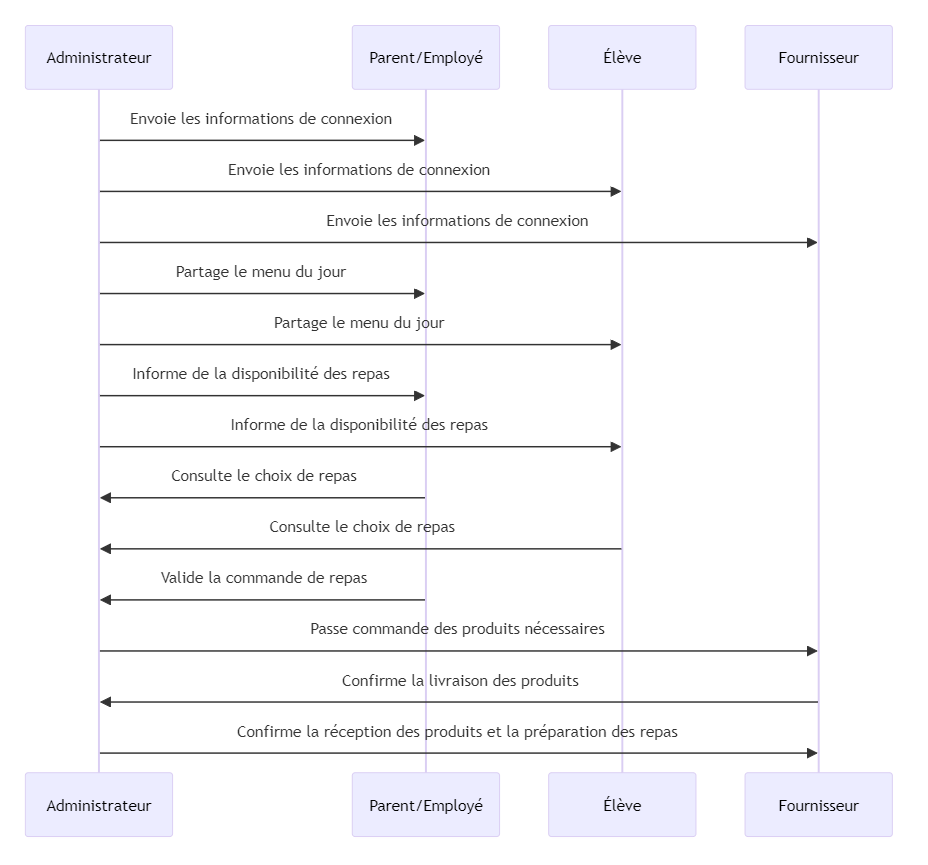 Administrateur
Parent/Employé
Élève
Fournisseur
Envoie les informations de connexion
Envoie les informations de connexion
Envoie les informations de connexion
Partage le menu du jour
Partage le menu du jour
Informe de la disponibilité des repas
Informe de la disponibilité des repas
Consulte le choix de repas
Consulte le choix de repas
Valide la commande de repas
Passe commande des produits nécessaires
Confirme la livraison des produits
Confirme la réception des produits et la préparation des repas
Administrateur
Parent/Employé
Élève
Fournisseur